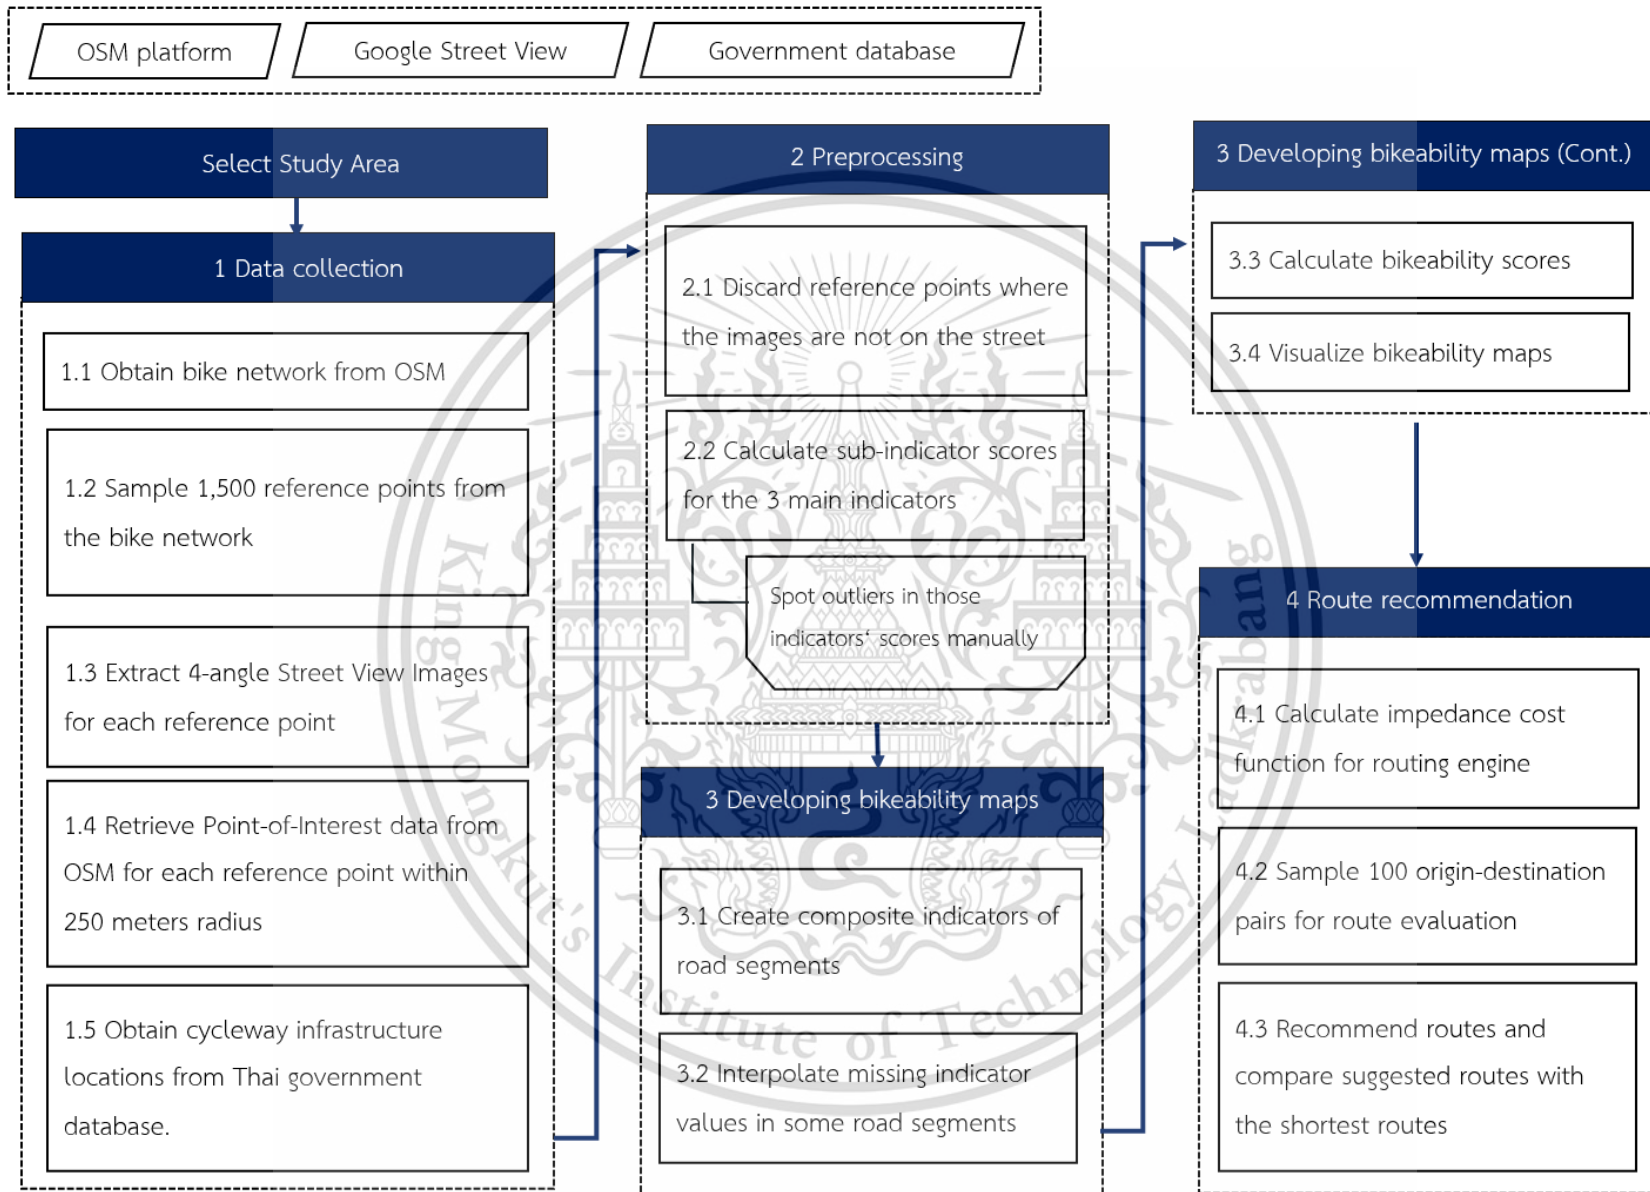 OSM platform
Google Street View
Government database
Select Study Area
1 Data collection
1.1 Obtain bike network from OSM
1.2 Sample 1,500 reference points from
the bike network
1.3 Extract 4-angle Street View Images
for each reference point
1.4 Retrieve Point-of-Interest data from
OSM for each reference point within
250 meters radius
1.5 Obtain cycleway infrastructure
locations from Thai government
database.
2 Preprocessing
2.1 Discard reference points where
the images are not on the street
2.2 Calculate sub-indicator scores
for the 3 main indicators
Spot outliers in those
indicators' scores manually
3 Developing bikeability maps
3.1 Create composite indicators of
road segments
3.2 Interpolate missing indicator
values in some road segments
3 Developing bikeability maps (Cont.)
3.3 Calculate bikeability scores
3.4 Visualize bikeability maps
4 Route recommendation
4.1 Calculate impedance cost
function for routing engine
4.2 Sample 100 origin-destination
pairs for route evaluation
4.3 Recommend routes and
compare suggested routes with
the shortest routes
King Mongkut's Institute of Technology Ladkrabang